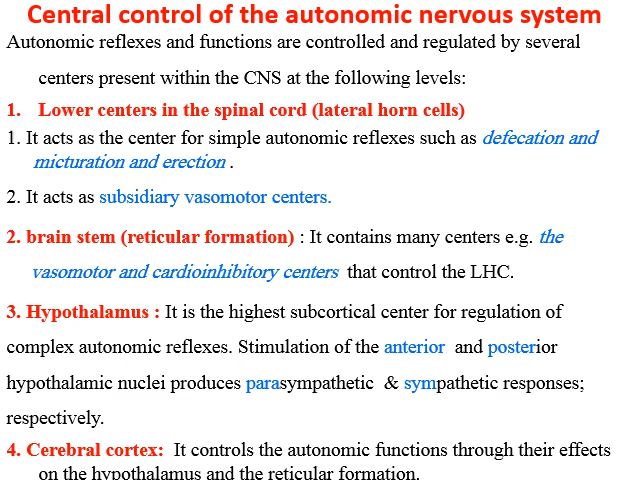 Central control of the autonomic nervous system
Autonomic reflexes and functions are controlled and regulated by several
centers present within the CNS at the following levels:
1. Lower centers in the spinal cord (lateral horn cells)
1. It acts as the center for simple autonomic reflexes such as defecation and
micturation and erection .
2. It acts as subsidiary vasomotor centers.
2. brain stem (reticular formation) : It contains many centers e.g. the
vasomotor and cardioinhibitory centers that control the LHC.
3. Hypothalamus : It is the highest subcortical center for regulation of
complex autonomic reflexes. Stimulation of the anterior and posterior
hypothalamic nuclei produces parasympathetic & sympathetic responses;
respectively.
4. Cerebral cortex: It controls the autonomic functions through their effects
on the hypothalamus and the reticular formation.